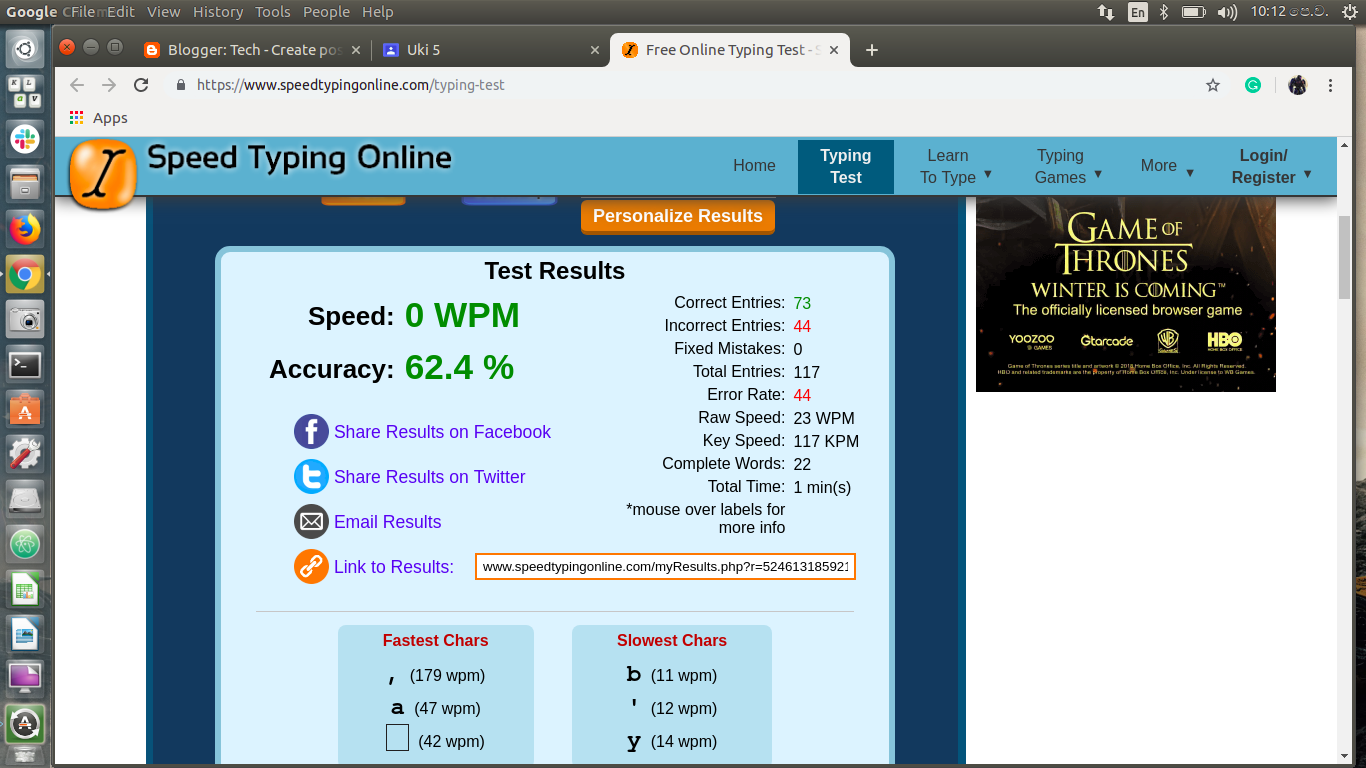 Google Chrome File Edit View History Tools People Help
En 10:12 පෙ.ව.
Blogger: Tech - Create pos
Uki 5
Free Online Typing Test - S
https://www.speedtypingonline.com/typing-test
Apps
Speed Typing Online
Home
Typing Test
Learn To Type
Typing Games
More
Login/ Register
Personalize Results
Test Results
Speed: 0 WPM
Accuracy: 62.4 %
Share Results on Facebook
Share Results on Twitter
Email Results
Link to Results: www.speedtypingonline.com/myResults.php?r=524613185921
Correct Entries: 73
Incorrect Entries: 44
Fixed Mistakes: 0
Total Entries: 117
Error Rate: 44
Raw Speed: 23 WPM
Key Speed: 117 KPM
Complete Words: 22
Total Time: 1 min(s)
*mouse over labels for
more info
Fastest Chars
, (179 wpm)
a (47 wpm)
(42 wpm)
Slowest Chars
b (11 wpm)
' (12 wpm)
y (14 wpm)
GAME OF
THRONES
WINTER IS COMING™
The officially licensed browser game
YOOZOO GAMES
Gtarcade
WB
HBO
HOME BOX OFFICE
Game of Thrones series title and artwork © 2018 Home Box Office, Inc. All Rights Reserved.
HBO and related trademarks are the property of Home Box Office, Inc. Under license to WB Games.